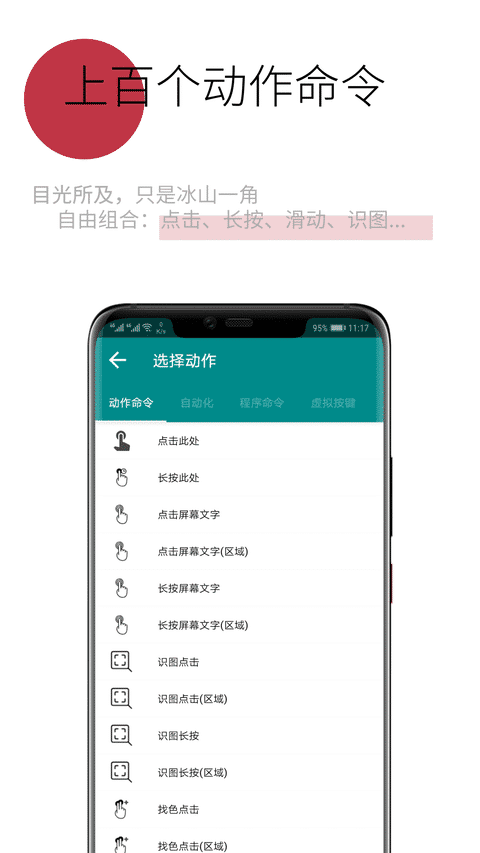 上百个动作命令
目光所及，只是冰山一角
自由组合：点击、长按、滑动、识图...
0 K/s 95% 11:17
选择动作
动作命令 自动化 程序命令 虚拟按键
点击此处
长按此处
点击屏幕文字
点击屏幕文字(区域)
长按屏幕文字
长按屏幕文字(区域)
识图点击
识图点击(区域)
识图长按
识图长按(区域)
找色点击
找色点击(区域)